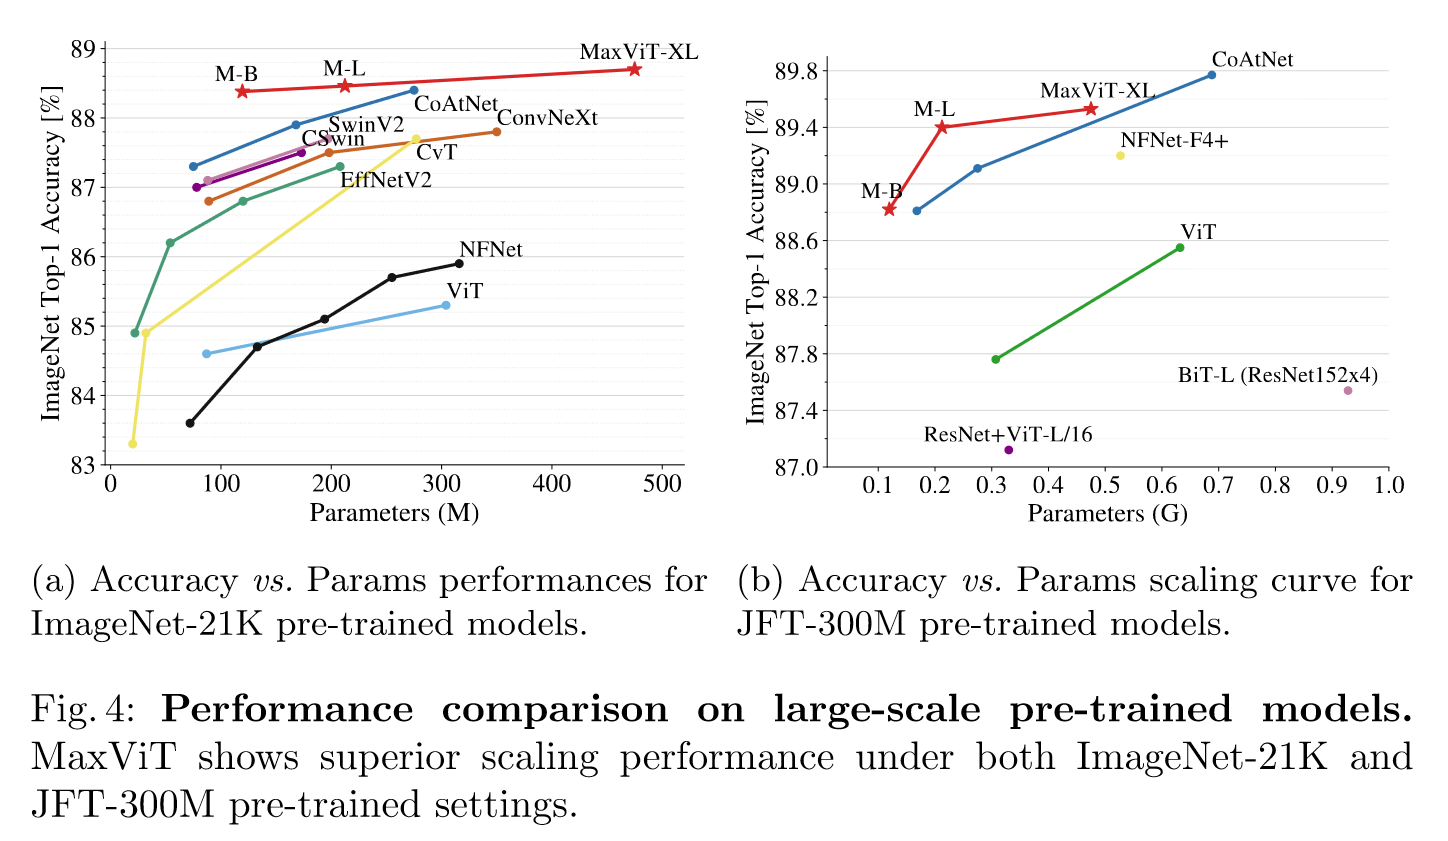 89
88
87
86
85
84
83
0 100 200 300 400 500
ImageNet Top-1 Accuracy [%]
Parameters (M)
MaxViT-XL
M-B
M-L
CoAtNet
ConvNeXt
SwinV2
CSwin
CvT
EffNetV2
NFNet
ViT
89.8
89.4
89.0
88.6
88.2
87.8
87.4
87.0
0.1 0.2 0.3 0.4 0.5 0.6 0.7 0.8 0.9 1.0
ImageNet Top-1 Accuracy [%]
Parameters (G)
CoAtNet
MaxViT-XL
M-L
NFNet-F4+
M-B
ViT
BiT-L (ResNet152x4)
ResNet+ViT-L/16
(a) Accuracy vs. Params performances for
ImageNet-21K pre-trained models.
(b) Accuracy vs. Params scaling curve for
JFT-300M pre-trained models.
Fig. 4: Performance comparison on large-scale pre-trained models.
MaxViT shows superior scaling performance under both ImageNet-21K and
JFT-300M pre-trained settings.